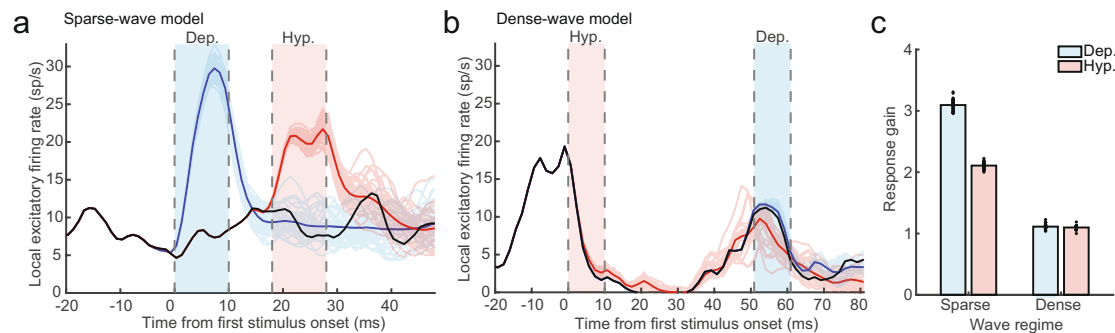 a
Sparse-wave model
Dep.
Hyp.
Local excitatory firing rate (sp/s)
30
25
20
15
10
5
0
-20 -10 0 10 20 30 40
Time from first stimulus onset (ms)
b
Dense-wave model
Hyp.
Dep.
Local excitatory firing rate (sp/s)
30
25
20
15
10
5
0
-20 -10 0 10 20 30 40 50 60 70 80
Time from first stimulus onset (ms)
c
Dep.
Hyp.
Response gain
4
3
2
1
0
Sparse Dense
Wave regime